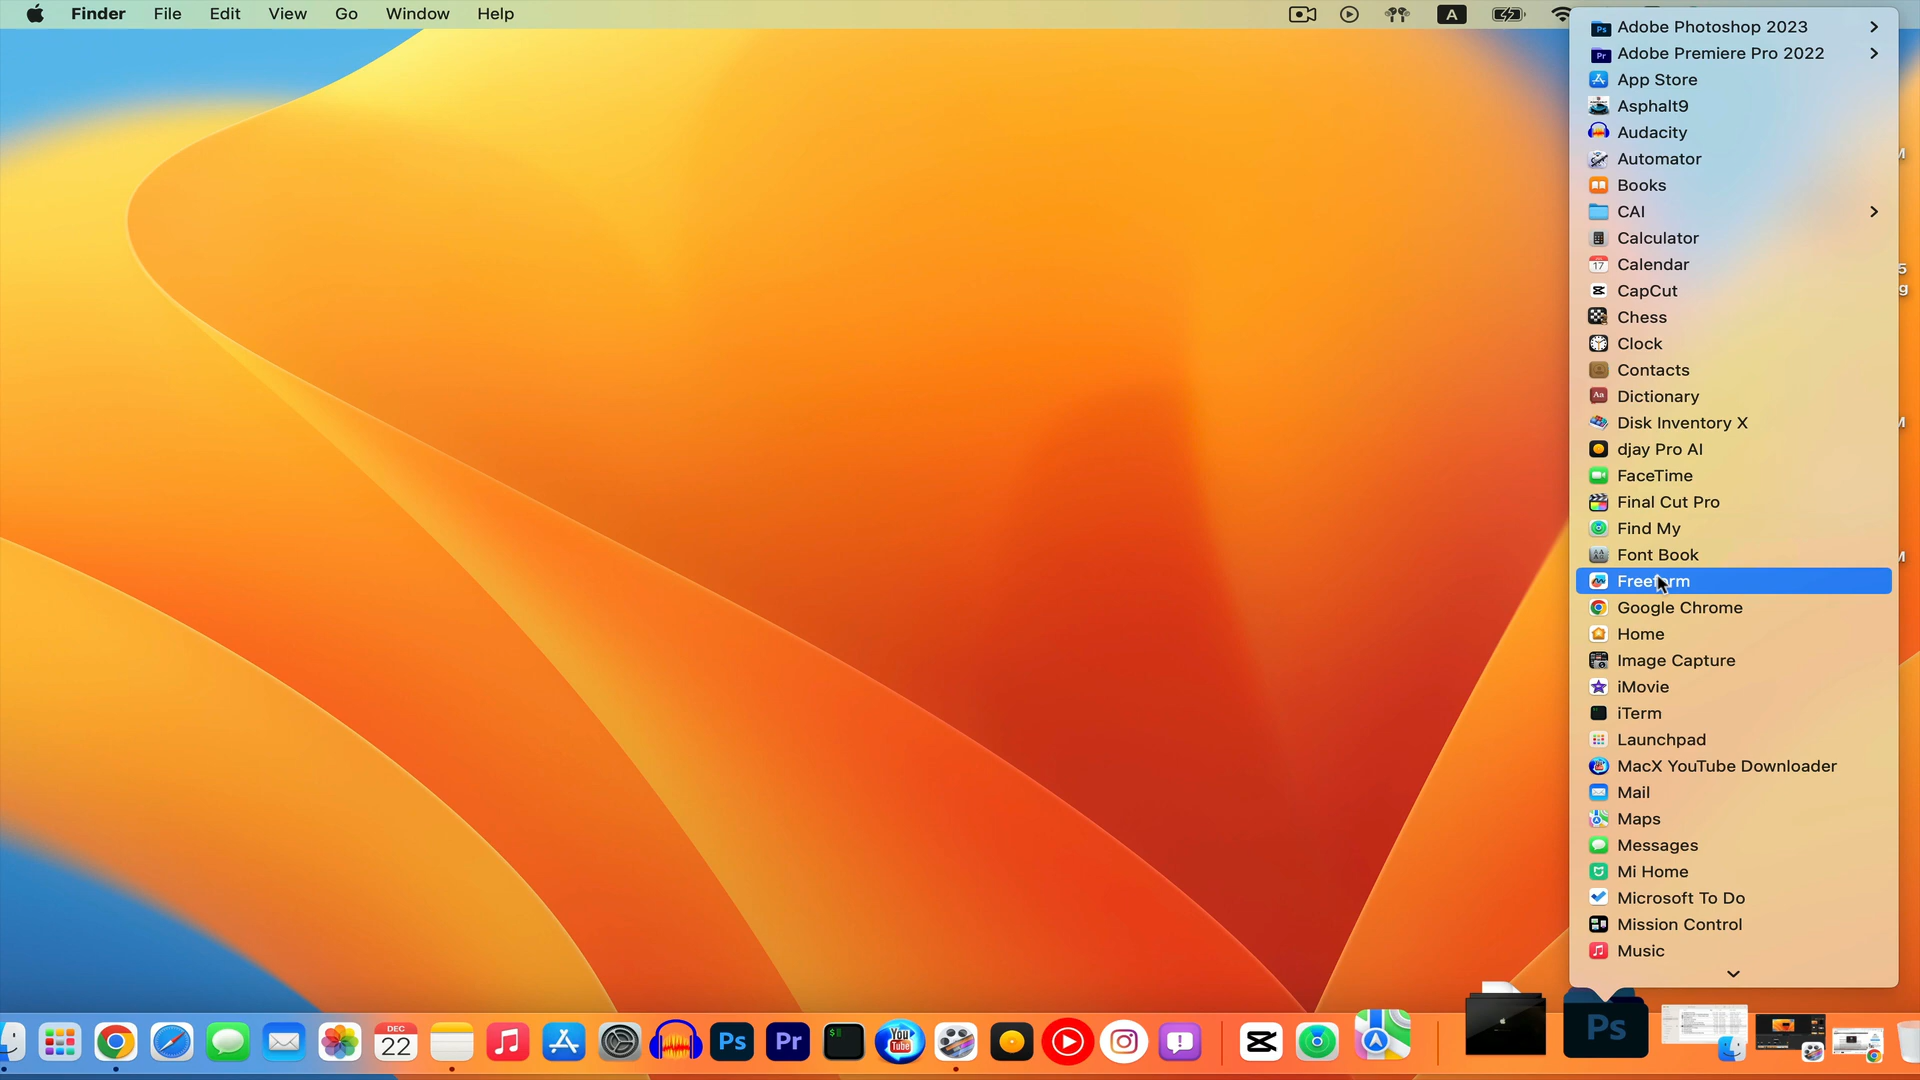 Finder File Edit View Go Window Help
A
Adobe Photoshop 2023
Adobe Premiere Pro 2022
App Store
Asphalt9
Audacity
Automator
Books
CAI
Calculator
Calendar
CapCut
Chess
Clock
Contacts
Dictionary
Disk Inventory X
djay Pro AI
FaceTime
Final Cut Pro
Find My
Font Book
Google Chrome
Home
Image Capture
iMovie
iTerm
Launchpad
MacX YouTube Downloader
Mail
Maps
Messages
Mi Home
Microsoft To Do
Mission Control
Music
DEC
22
Ps
Pr
You
Tube
Ps